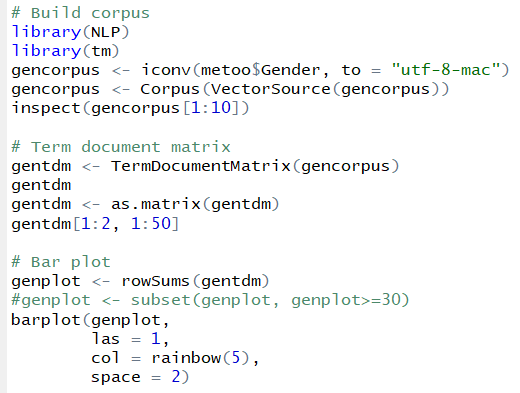 # Build corpus
library(NLP)
library(tm)
gencorpus <- iconv(metoo$Gender, to = "utf-8-mac")
gencorpus <- Corpus(VectorSource(gencorpus))
inspect(gencorpus[1:10])
# Term document matrix
gentdm <- TermDocumentMatrix(gencorpus)
gentdm
gentdm <- as.matrix(gentdm)
gentdm[1:2, 1:50]
# Bar plot
genplot <- rowSums(gentdm)
#genplot <- subset(genplot, genplot>=30)
barplot(genplot,
        las = 1,
        col = rainbow(5),
        space = 2)